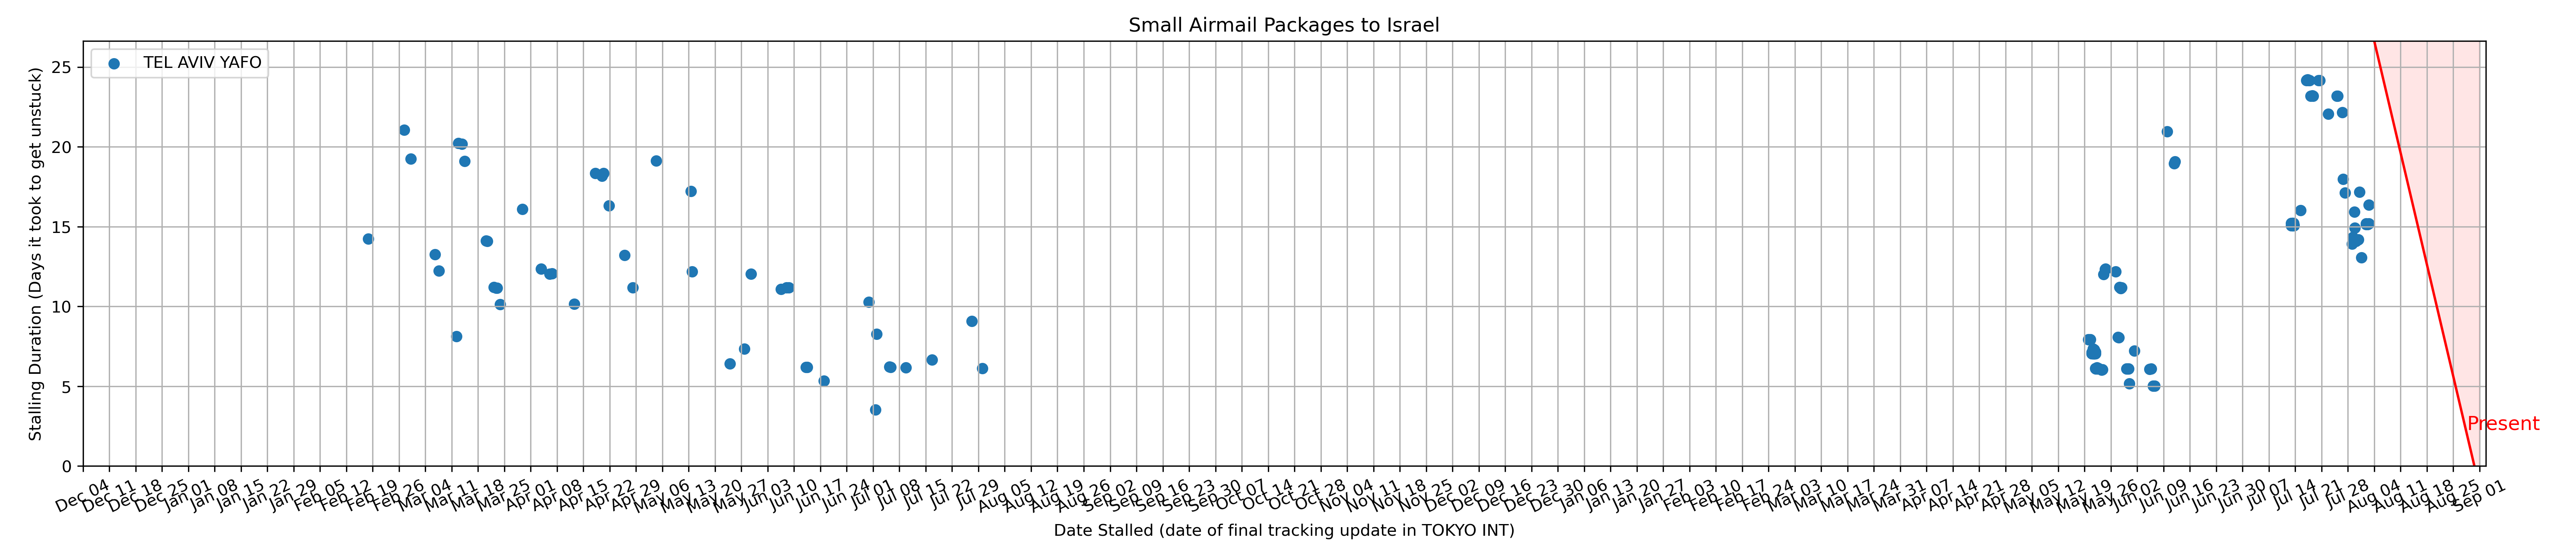 Small Airmail Packages to Israel
TEL AVIV YAFO
Stalling Duration (Days it took to get unstuck)
25
20
15
10
5
0
Present
Dec 04
Dec 11
Dec 18
Dec 25
Jan 01
Jan 08
Jan 15
Jan 22
Jan 29
Feb 05
Feb 12
Feb 19
Feb 26
Mar 04
Mar 11
Mar 18
Mar 25
Apr 01
Apr 08
Apr 15
Apr 22
Apr 29
May 06
May 13
May 20
May 27
Jun 03
Jun 10
Jun 17
Jun 24
Jul 01
Jul 08
Jul 15
Jul 22
Jul 29
Aug 05
Aug 12
Aug 19
Aug 26
Sep 02
Sep 09
Sep 16
Sep 23
Sep 30
Oct 07
Oct 14
Oct 21
Oct 28
Nov 04
Nov 11
Nov 18
Nov 25
Dec 02
Dec 09
Dec 16
Dec 23
Dec 30
Jan 06
Jan 13
Jan 20
Jan 27
Feb 03
Feb 10
Feb 17
Feb 24
Mar 03
Mar 10
Mar 17
Mar 24
Mar 31
Apr 07
Apr 14
Apr 21
Apr 28
May 05
May 12
May 19
May 26
Jun 02
Jun 09
Jun 16
Jun 23
Jun 30
Jul 07
Jul 14
Jul 21
Jul 28
Aug 04
Aug 11
Aug 18
Aug 25
Sep 01
Date Stalled (date of final tracking update in TOKYO INT)